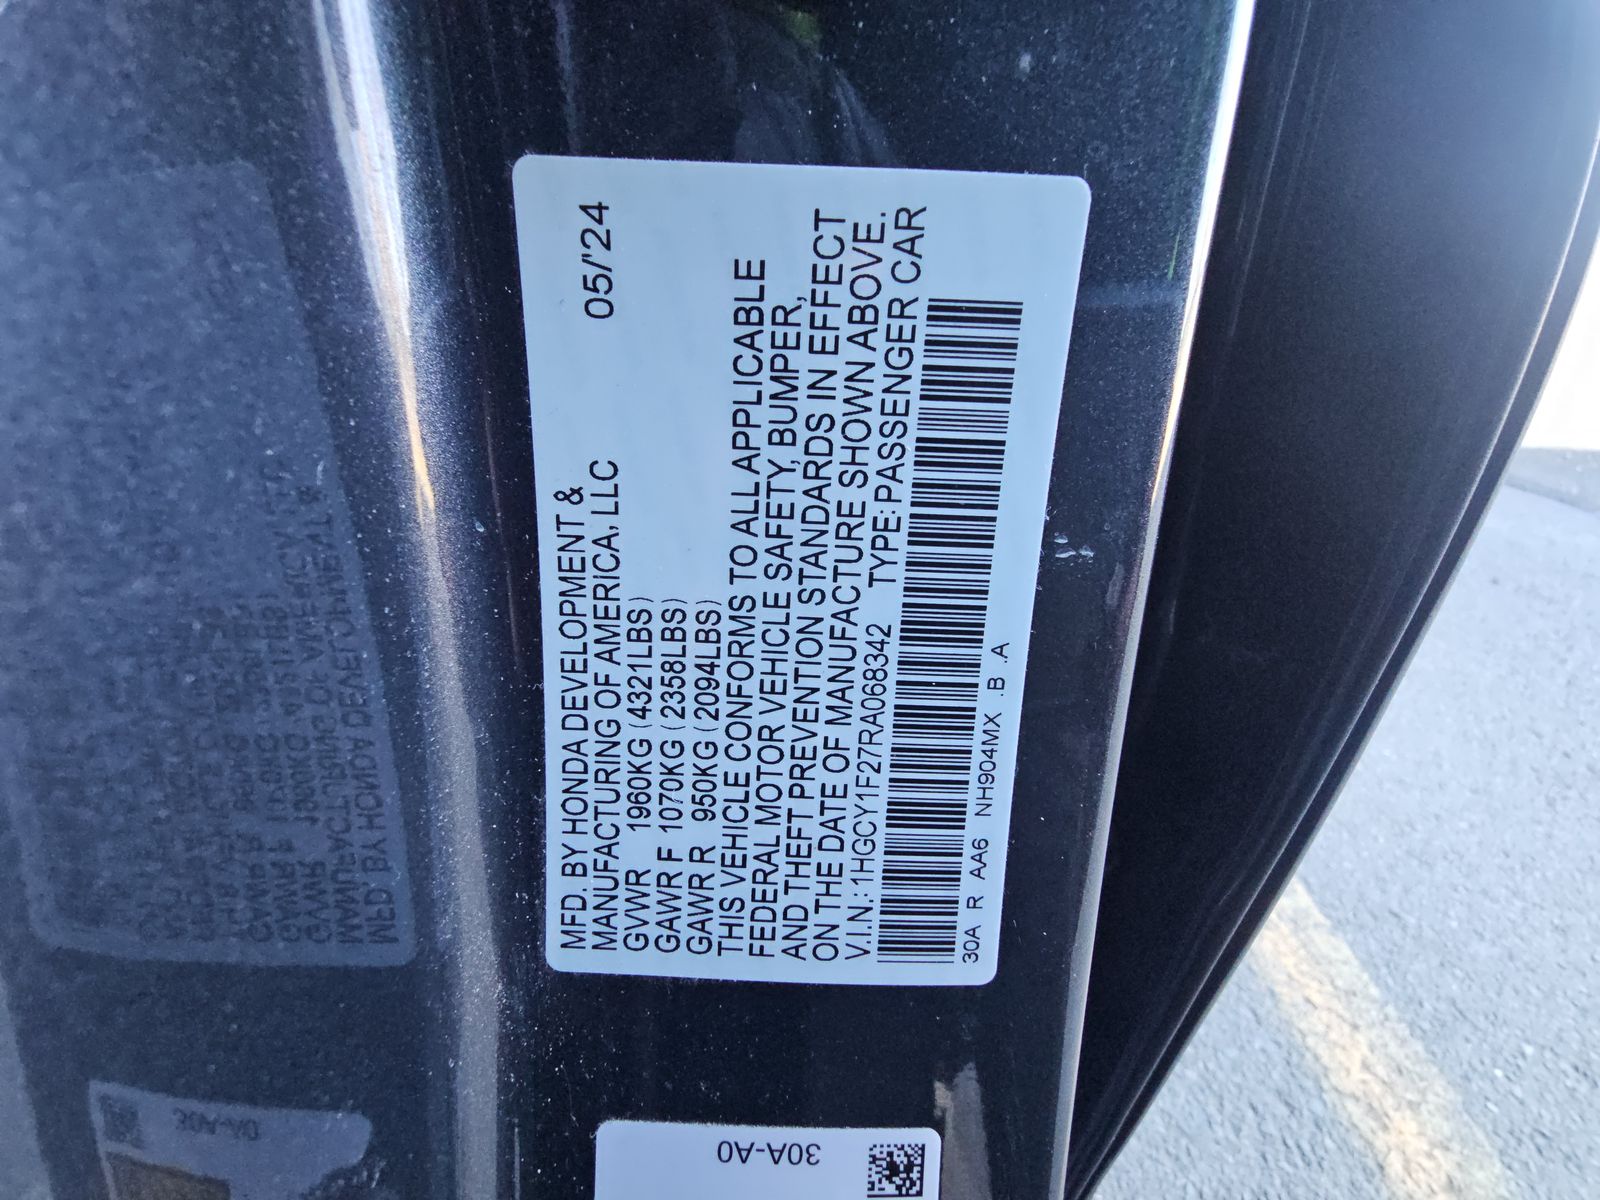 05/'24
MFD. BY HONDA DEVELOPMENT &
MANUFACTURING OF AMERICA, LLC
GVWR 1960KG (4321LBS)
GAWR F 1070KG (2358LBS)
GAWR R 950KG (2094LBS)
THIS VEHICLE CONFORMS TO ALL APPLICABLE
FEDERAL MOTOR VEHICLE SAFETY, BUMPER,
AND THEFT PREVENTION STANDARDS IN EFFECT
ON THE DATE OF MANUFACTURE SHOWN ABOVE.
V.I.N.: 1HGCY1F27RA068342 TYPE: PASSENGER CAR
30A R AA6 NH904MX .B .A
30A-A0